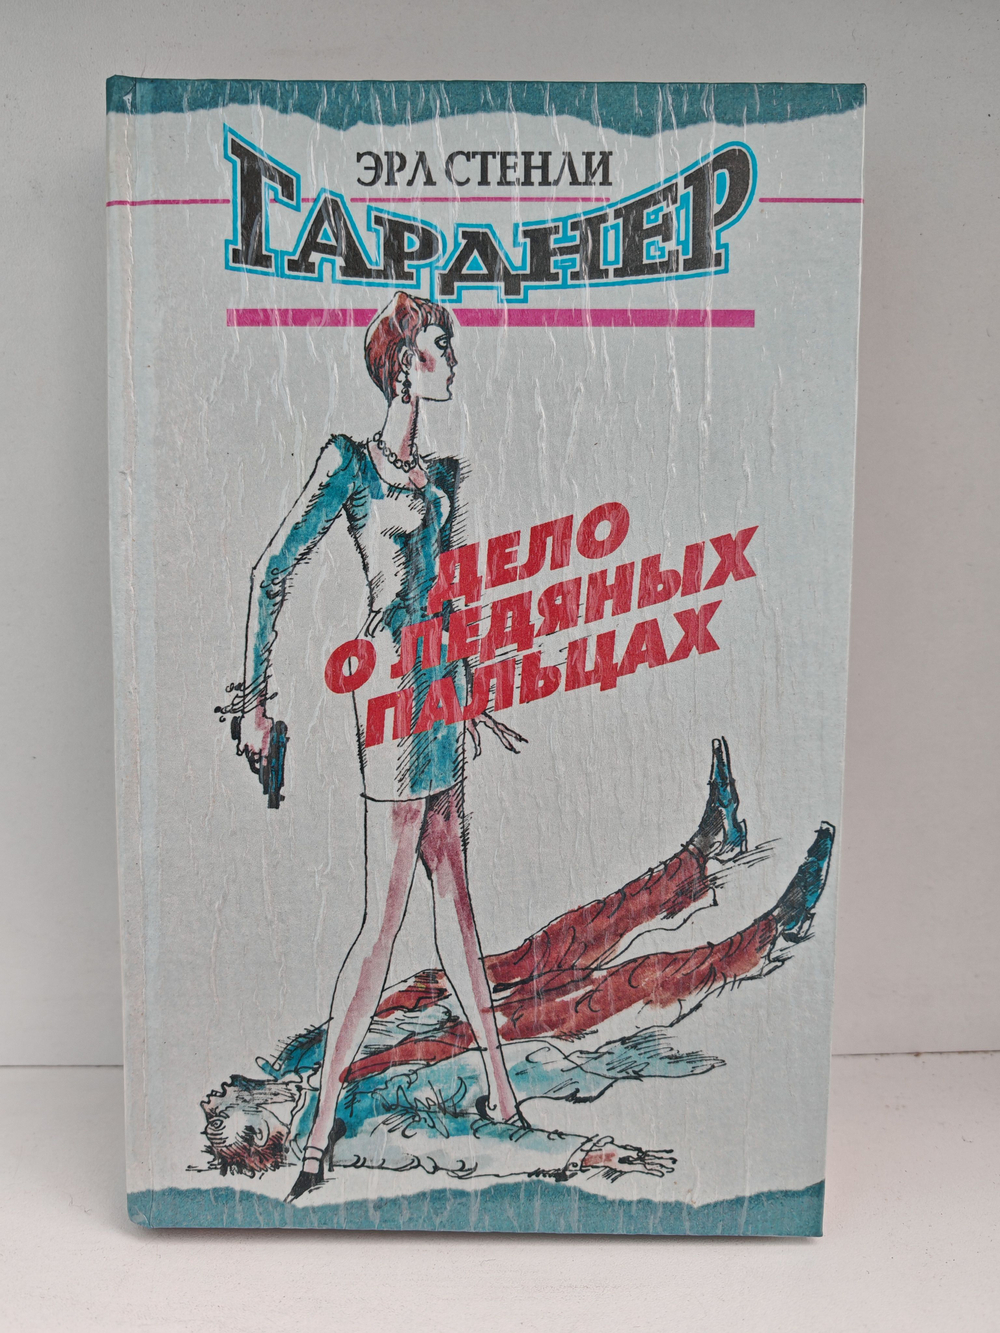 ЭРЛ СТЕНЛИ
ГАРДНЕР
ДЕЛО
О ЛЕДЯНЫХ
ПАЛЬЦАХ